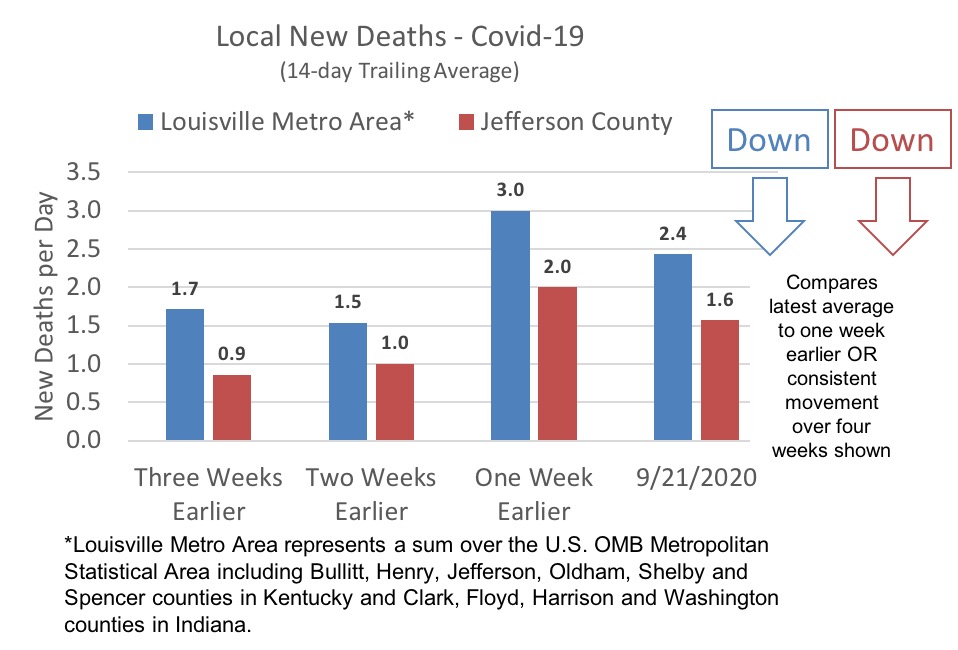 Local New Deaths - Covid-19
(14-day Trailing Average)
Louisville Metro Area*
Jefferson County
Down
Down
New Deaths per Day
3.5
3.0
2.5
2.0
1.5
1.0
0.5
0.0
1.7
0.9
1.5
1.0
3.0
2.0
2.4
1.6
Three Weeks
Earlier
Two Weeks
Earlier
One Week
Earlier
9/21/2020
Compares
latest average
to one week
earlier OR
consistent
movement
over four
weeks shown
*Louisville Metro Area represents a sum over the U.S. OMB Metropolitan
Statistical Area including Bullitt, Henry, Jefferson, Oldham, Shelby and
Spencer counties in Kentucky and Clark, Floyd, Harrison and Washington
counties in Indiana.